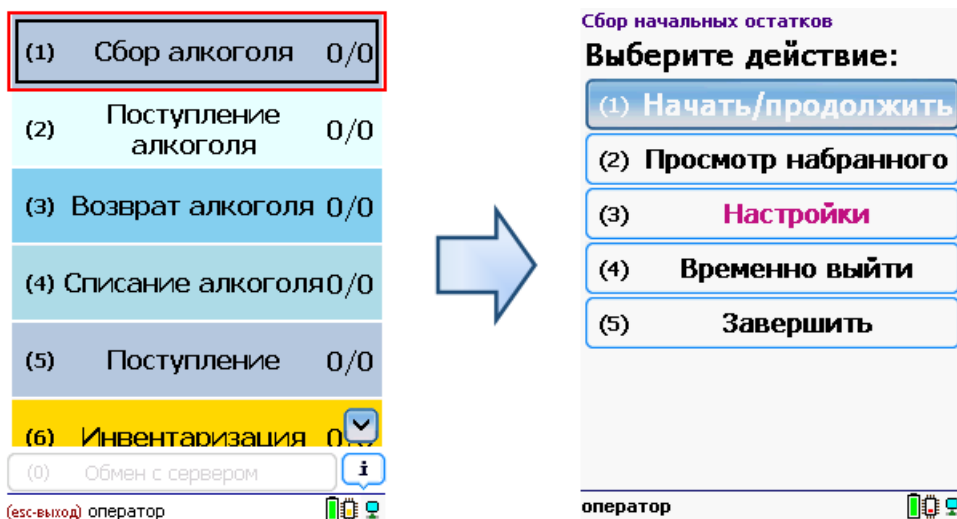 (1) Сбор алкоголя 0/0
(2) Поступление
алкоголя 0/0
(3) Возврат алкоголя 0/0
(4) Списание алкоголя 0/0
(5) Поступление 0/0
(6) Инвентаризация
(0) Обмен с сервером i
(esc-выход) оператор
Сбор начальных остатков
Выберите действие:
(1) Начать/продолжить
(2) Просмотр набранного
(3) Настройки
(4) Временно выйти
(5) Завершить
оператор